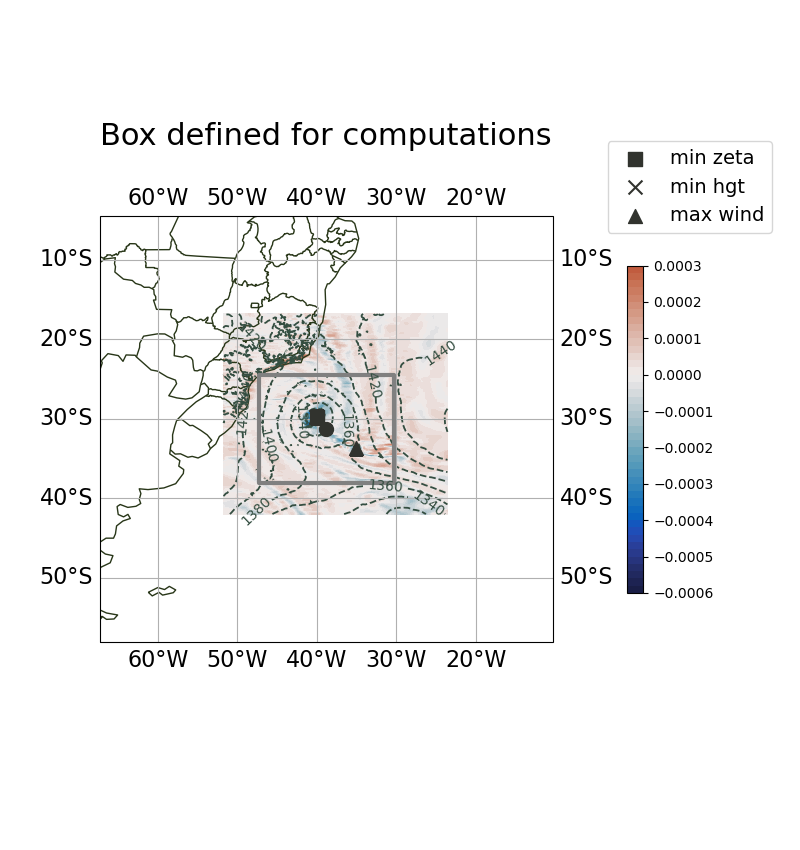 Box defined for computations
min zeta
min hgt
max wind
60°W 50°W 40°W 30°W 20°W
10°S 10°S
20°S 20°S
30°S 30°S
40°S 40°S
50°S 50°S
60°W 50°W 40°W 30°W 20°W
1440
1420
1420
1360
1400
1360
1340
1380
0.0003
0.0002
0.0001
0.0000
−0.0001
−0.0002
−0.0003
−0.0004
−0.0005
−0.0006